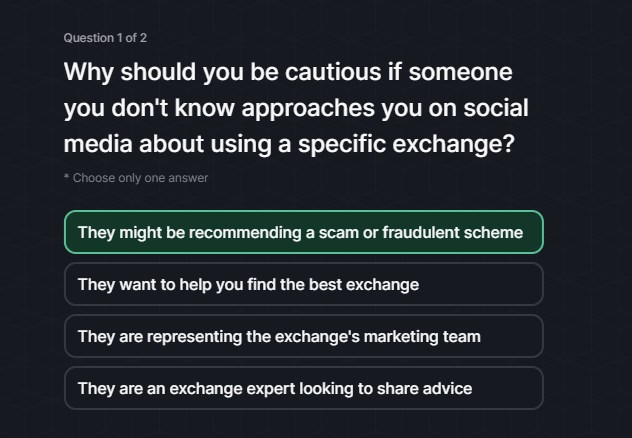 Question 1 of 2
Why should you be cautious if someone
you don't know approaches you on social
media about using a specific exchange?
* Choose only one answer
They might be recommending a scam or fraudulent scheme
They want to help you find the best exchange
They are representing the exchange's marketing team
They are an exchange expert looking to share advice